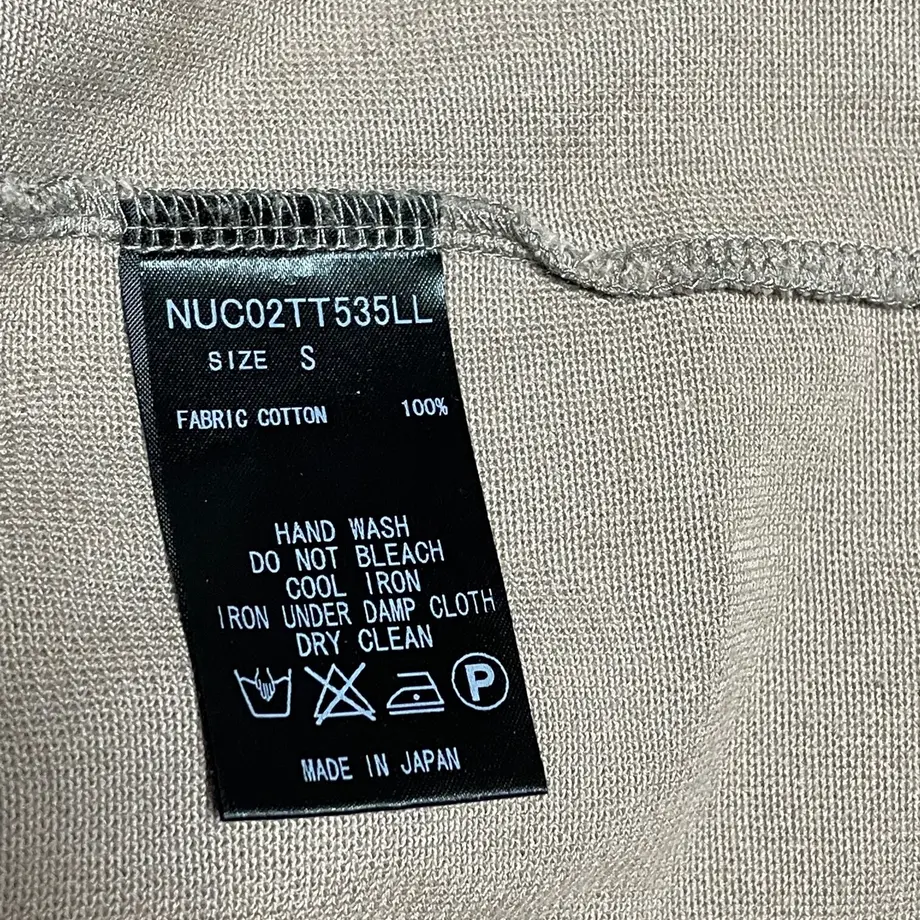 NUC02TT535LL
SIZE S
FABRIC COTTON 100%
HAND WASH
DO NOT BLEACH
COOL IRON
IRON UNDER DAMP CLOTH
DRY CLEAN
P
MADE IN JAPAN